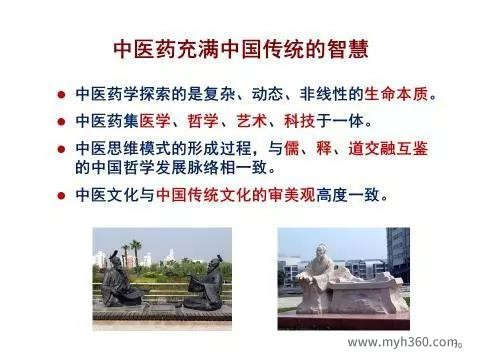 中医药充满中国传统的智慧
中医药学探索的是复杂、动态、非线性的生命本质。
中医药集医学、哲学、艺术、科技于一体。
中医思维模式的形成过程，与儒、释、道交融互鉴
的中国哲学发展脉络相一致。
中医文化与中国传统文化的审美观高度一致。
www.myh360.com